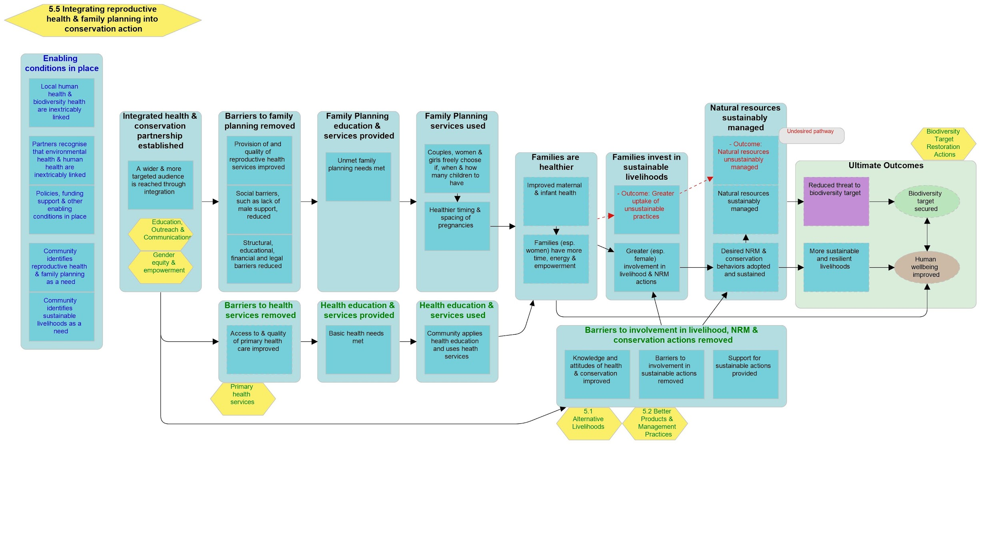 5.5 Integrating reproductive
health & family planning into
conservation action
Enabling
conditions in place
Local human
health &
biodiversity health
are inextricably
linked
Partners recognise
that environmental
health & human
health are
inextricably linked
Policies, funding
support & other
enabling
conditions in place
Community
identifies
reproductive health
& family planning
as a need
Community
identifies
sustainable
livelihoods as a
need
Integrated health &
conservation
partnership
established
A wider & more
targeted audience
is reached through
integration
Education,
Outreach &
Communications
Gender
equity &
empowerment
Barriers to family
planning removed
Provision of and
quality of
reproductive health
services improved
Social barriers,
such as lack of
male support,
reduced
Structural,
educational,
financial and legal
barriers reduced
Family Planning
education &
services provided
Unmet family
planning needs met
Family Planning
services used
Couples, women &
girls freely choose
if, when & how
many children to
have
Healthier timing &
spacing of
pregnancies
Barriers to health
services removed
Access to & quality
of primary health
care improved
Primary
health
services
Health education &
services provided
Basic health needs
met
Health education &
services used
Community applies
health education
and uses heath
services
Families are
healthier
Improved maternal
& infant health
Families (esp.
women) have more
time, energy &
empowerment
Families invest in
sustainable
livelihoods
- Outcome: Greater
uptake of
unsustainable
practices
Greater (esp.
female)
involvement in
livelihood & NRM
actions
Natural resources
sustainably
managed
Undesired pathway
- Outcome:
Natural resources
unsustainably
managed
Natural resources
sustainably
managed
Desired NRM &
conservation
behaviors adopted
and sustained
Barriers to involvement in livelihood, NRM &
conservation actions removed
Knowledge and
attitudes of health
& conservation
improved
Barriers to
involvement in
sustainable actions
removed
Support for
sustainable actions
provided
5.1
Alternative
Livelihoods
5.2 Better
Products &
Management
Practices
Biodiversity
Target
Restoration
Actions
Ultimate Outcomes
Reduced threat to
biodiversity target
Biodiversity
target
secured
More sustainable
and resilient
livelihoods
Human
wellbeing
improved